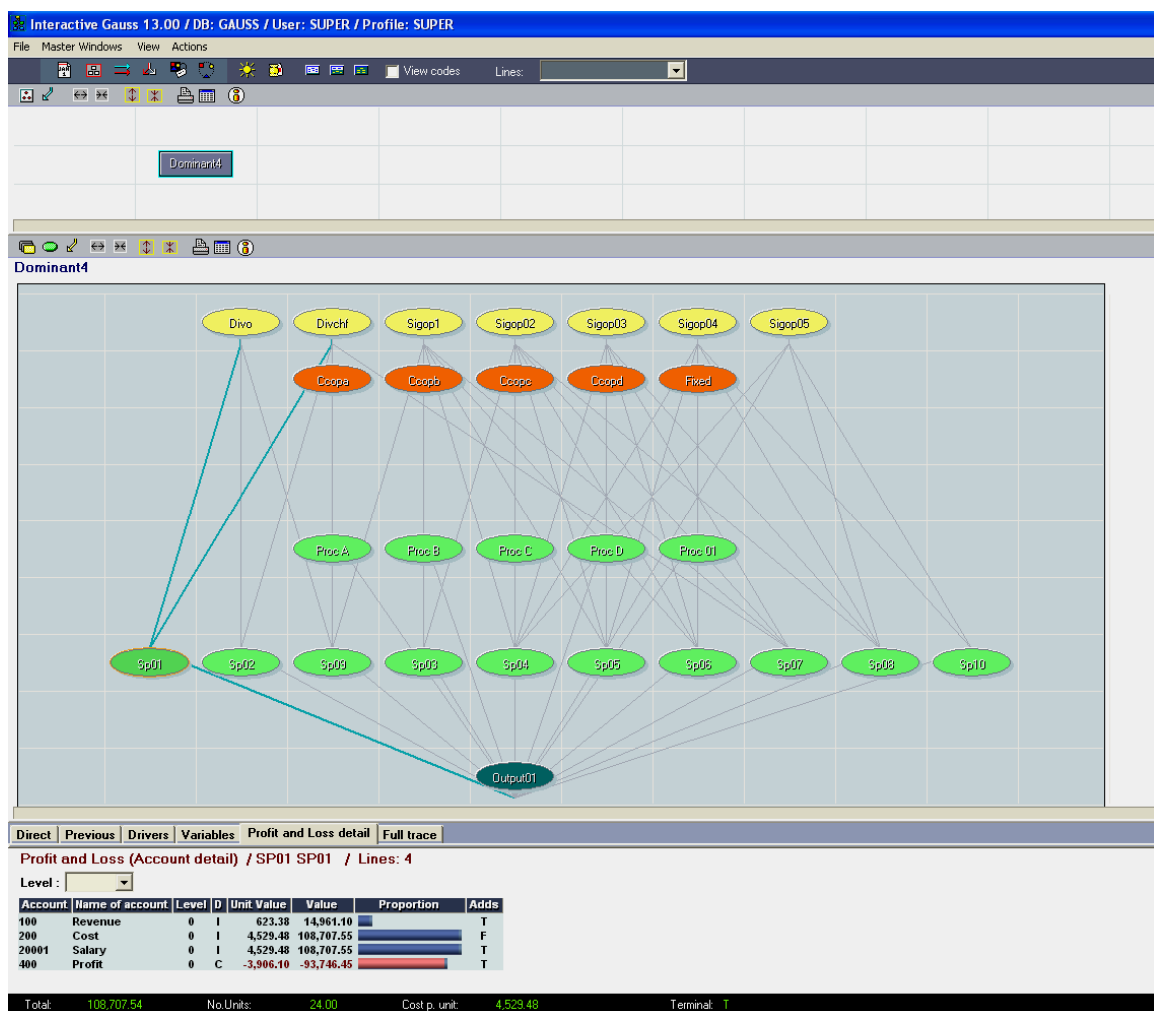 Interactive Gauss 13.00 / DB: GAUSS / User: SUPER / Profile: SUPER
File Master Windows View Actions
View codes Lines:
Dominant4
Dominant4
Divo Divchf Sigop1 Sigop02 Sigop03 Sigop04 Sigop05
Ccopa Ccopb Ccopc Ccopd Fixed
Proc A Proc B Proc C Proc D Proc 01
Sp01 Sp02 Sp09 Sp03 Sp04 Sp05 Sp06 Sp07 Sp08 Sp10
Output01
Direct Previous Drivers Variables Profit and Loss detail Full trace
Profit and Loss (Account detail) / SP01 SP01 / Lines: 4
Level :
Account Name of account Level D Unit Value Value Proportion Adds
100 Revenue 0 I 623.38 14,961.10 T
200 Cost 0 I 4,529.48 108,707.55 F
20001 Salary 0 I 4,529.48 108,707.55 T
400 Profit 0 C -3,906.10 -93,746.45 T
Total: 108,707.54 No.Units: 24.00 Cost p. unit: 4,529.48 Terminal: T